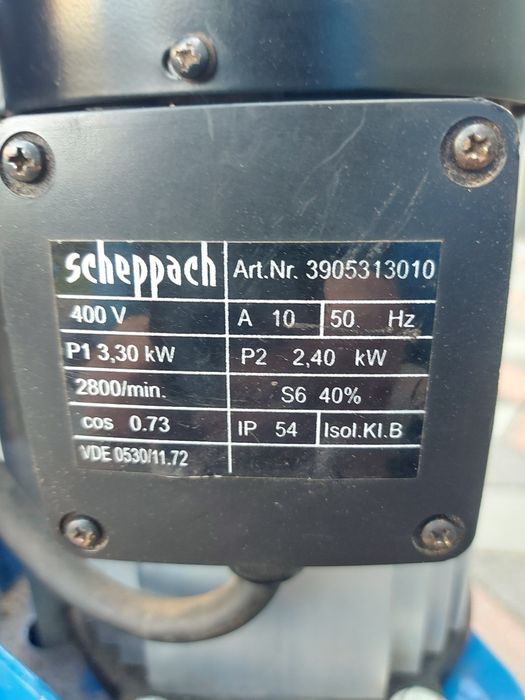 scheppach Art.Nr. 3905313010
400 V A 10 50 Hz
P1 3,30 kW P2 2,40 kW
2800/min. S6 40%
cos 0.73 IP 54 Isol.Kl.B
VDE 0530/11.72